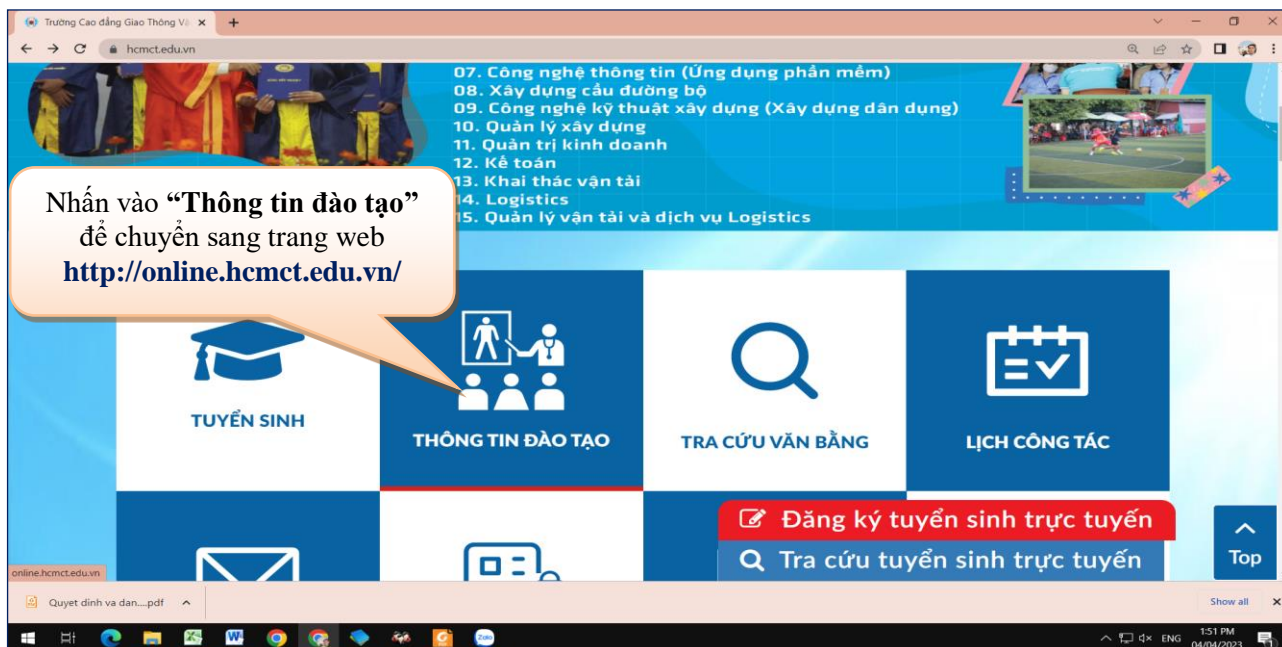 Trường Cao đẳng Giao Thông Vậ
hcmct.edu.vn
07. Công nghệ thông tin (Ứng dụng phần mềm)
08. Xây dựng cầu đường bộ
09. Công nghệ kỹ thuật xây dựng (Xây dựng dân dụng)
10. Quản lý xây dựng
11. Quản trị kinh doanh
12. Kế toán
13. Khai thác vận tải
14. Logistics
15. Quản lý vận tải và dịch vụ Logistics
Nhấn vào “Thông tin đào tạo”
để chuyển sang trang web
http://online.hcmct.edu.vn/
TUYỂN SINH
THÔNG TIN ĐÀO TẠO
TRA CỨU VĂN BẰNG
LỊCH CÔNG TÁC
Đăng ký tuyển sinh trực tuyến
Tra cứu tuyển sinh trực tuyến
Top
online.hcmct.edu.vn
Quyet dinh va dan....pdf
Show all
Zalo
ENG
1:51 PM
04/04/2023